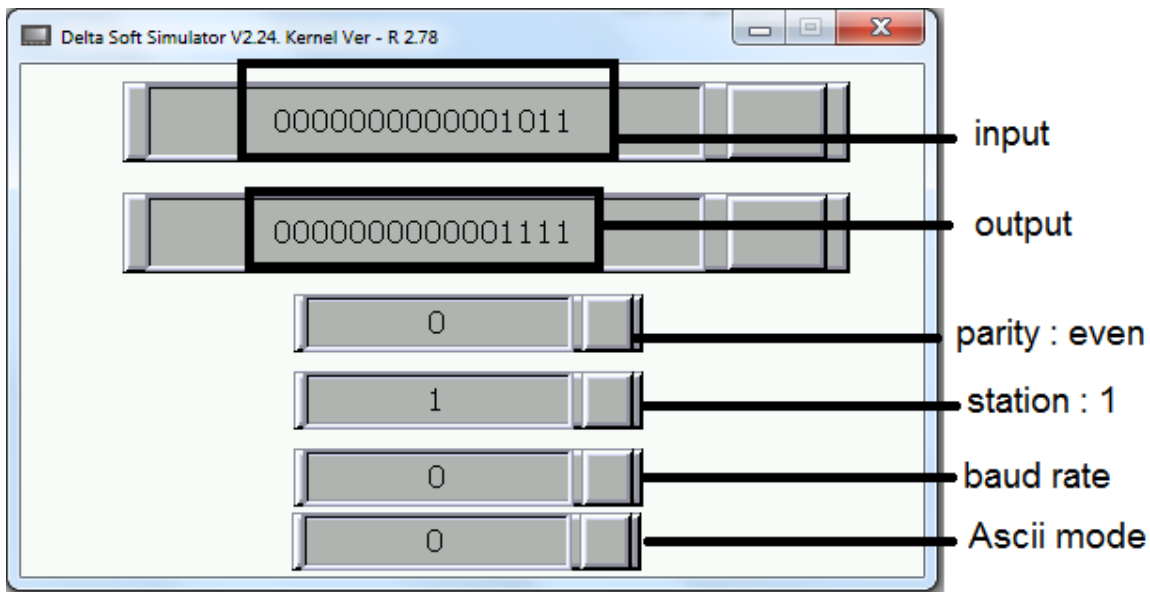 Delta Soft Simulator V2.24. Kernel Ver - R 2.78
0000000000001011
input
0000000000001111
output
0
parity : even
1
station : 1
0
baud rate
0
Ascii mode